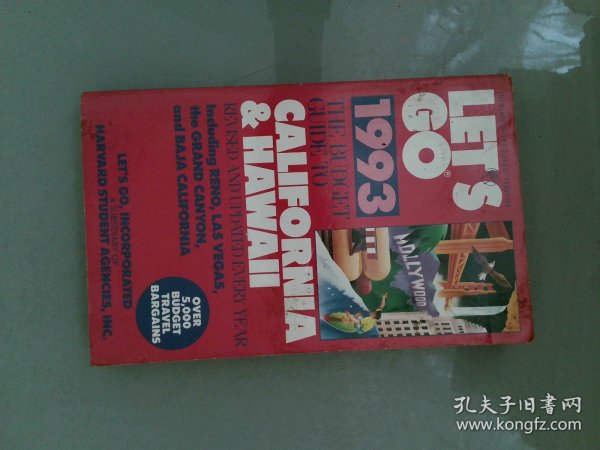 LET'S
GO®
1993
THE BUDGET
GUIDE TO
CALIFORNIA
& HAWAII
REVISED AND UPDATED EVERY YEAR
HOLLYWOOD
including RENO, LAS VEGAS,
the GRAND CANYON,
and BAJA CALIFORNIA
OVER
5,000
BUDGET
TRAVEL
BARGAINS
LET'S GO, INCORPORATED
A SUBSIDIARY OF
HARVARD STUDENT AGENCIES, INC.
孔夫子旧书网
www.kongfz.com